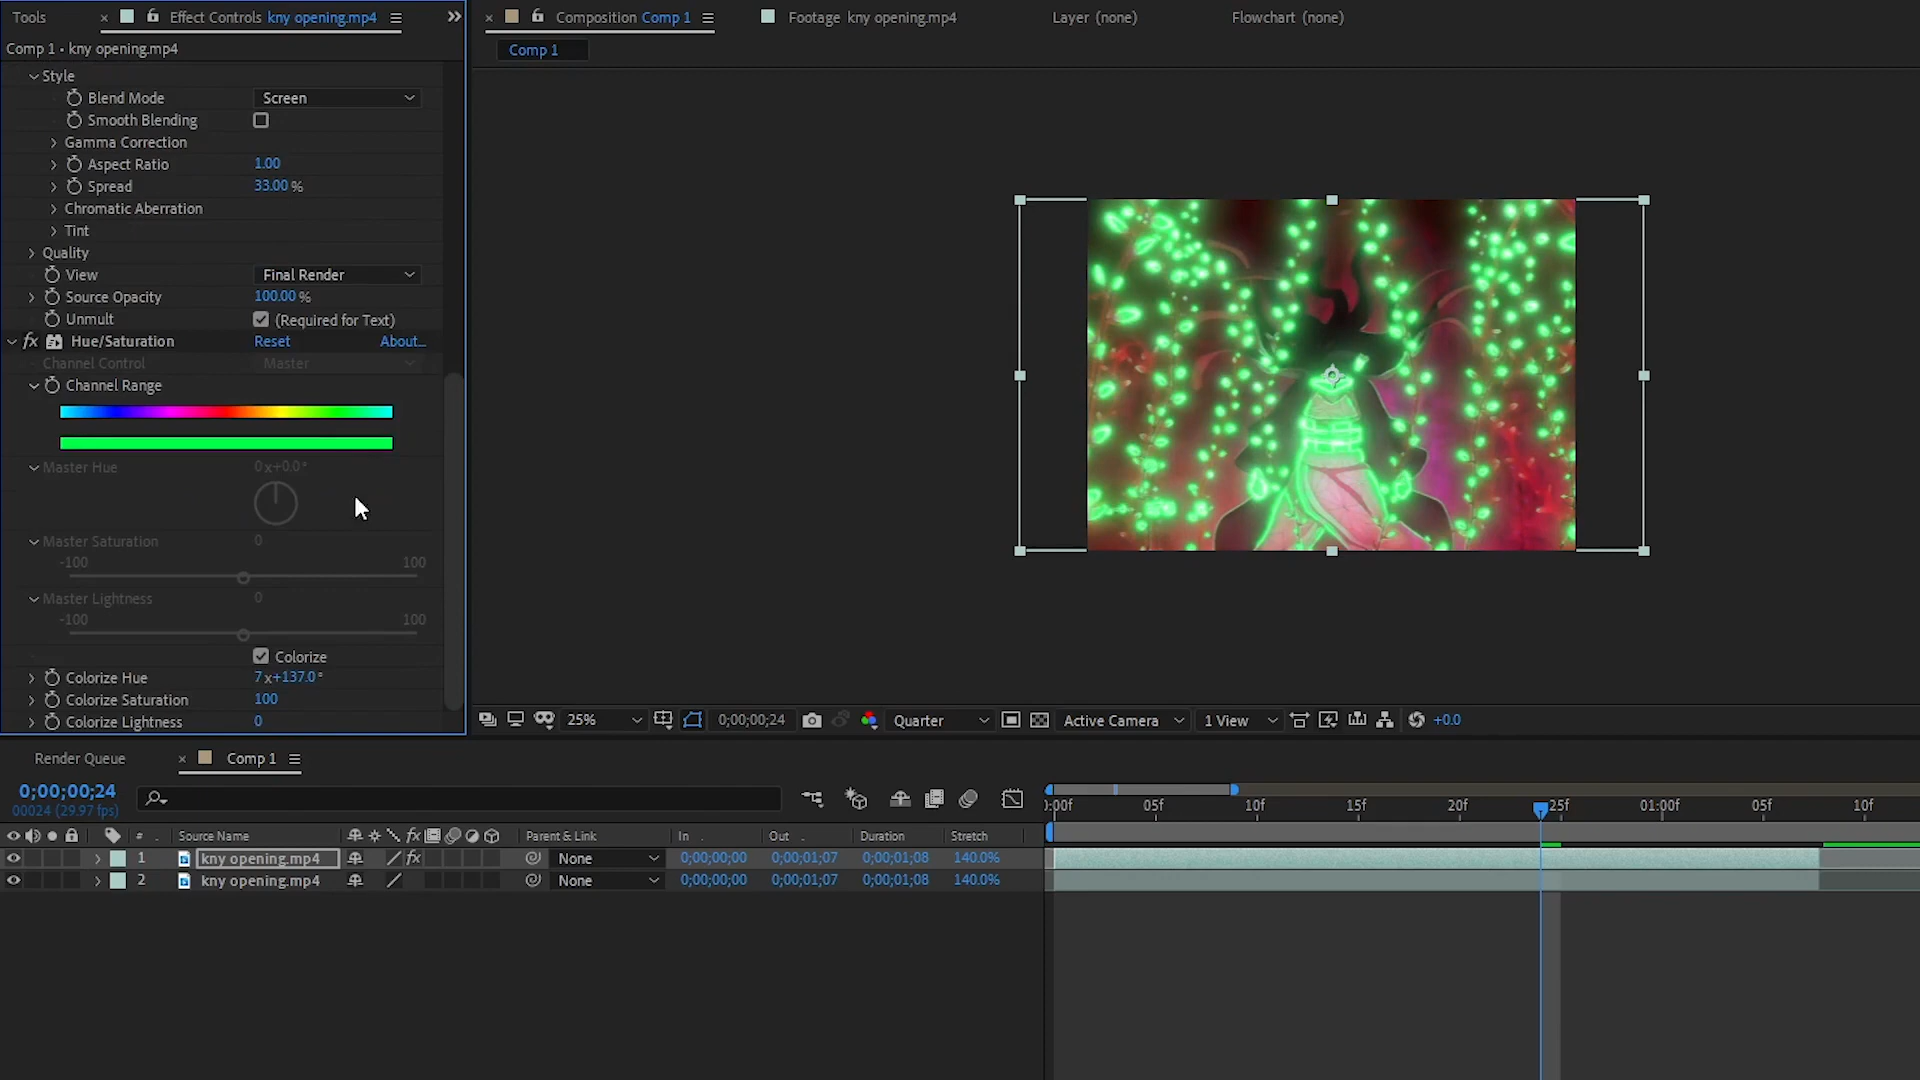 Tools × Effect Controls kny opening.mp4 ≡ »
Comp 1 • kny opening.mp4
Style
Blend Mode Screen
Smooth Blending
Gamma Correction
Aspect Ratio 1.00
Spread 33.00 %
Chromatic Aberration
Tint
Quality
View Final Render
Source Opacity 100.00 %
Unmult (Required for Text)
fx Hue/Saturation Reset About...
Channel Control Master
Channel Range
Master Hue 0x+0.0°
Master Saturation 0
-100 100
Master Lightness 0
-100 100
Colorize
Colorize Hue 7x+137.0°
Colorize Saturation 100
Colorize Lightness 0
× Composition Comp 1 ≡ Footage kny opening.mp4 Layer (none) Flowchart (none)
Comp 1
25% 0;00;00;24 Quarter Active Camera 1 View +0.0
Render Queue × Comp 1 ≡
0;00;00;24
00024 (29.97 fps)
# Source Name fx Parent & Link In Out Duration Stretch
1 kny opening.mp4 fx None 0;00;00;00 0;00;01;07 0;00;01;08 140.0%
2 kny opening.mp4 None 0;00;00;00 0;00;01;07 0;00;01;08 140.0%
):00f 05f 10f 15f 20f 25f 01:00f 05f 10f